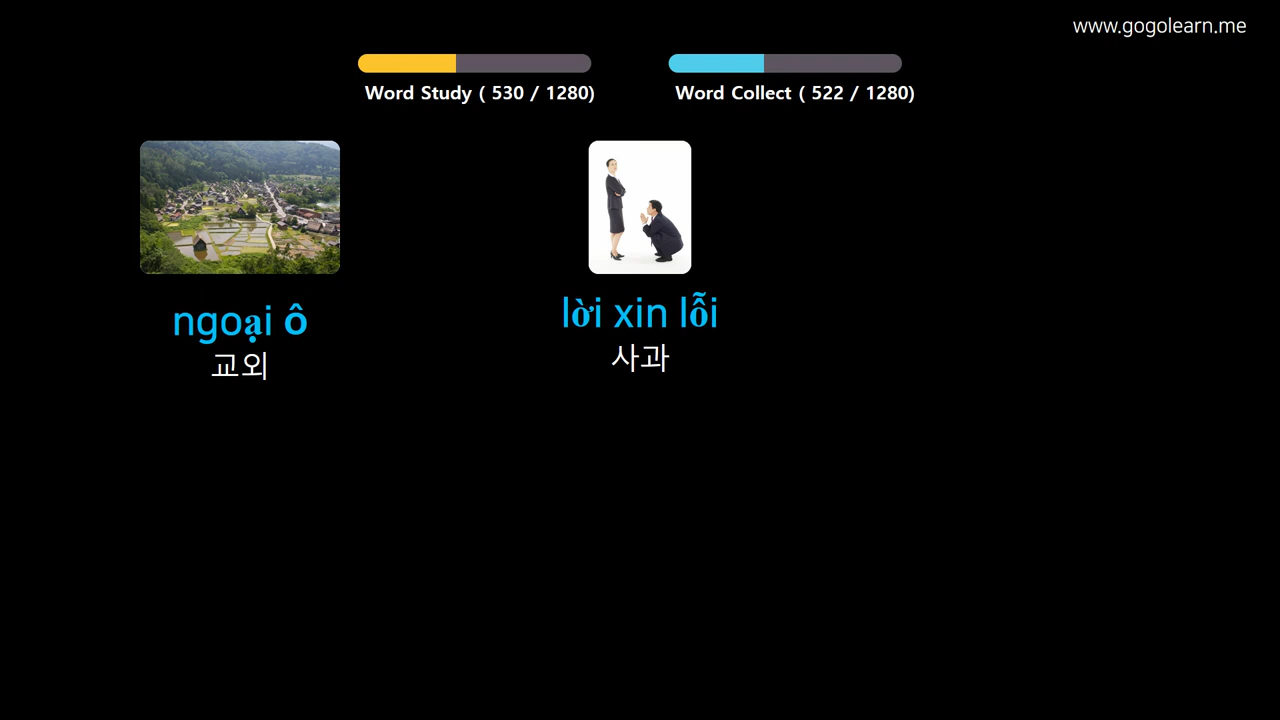 www.gogolearn.me
Word Study ( 530 / 1280)
Word Collect ( 522 / 1280)
ngoại ô
교외
lời xin lỗi
사과